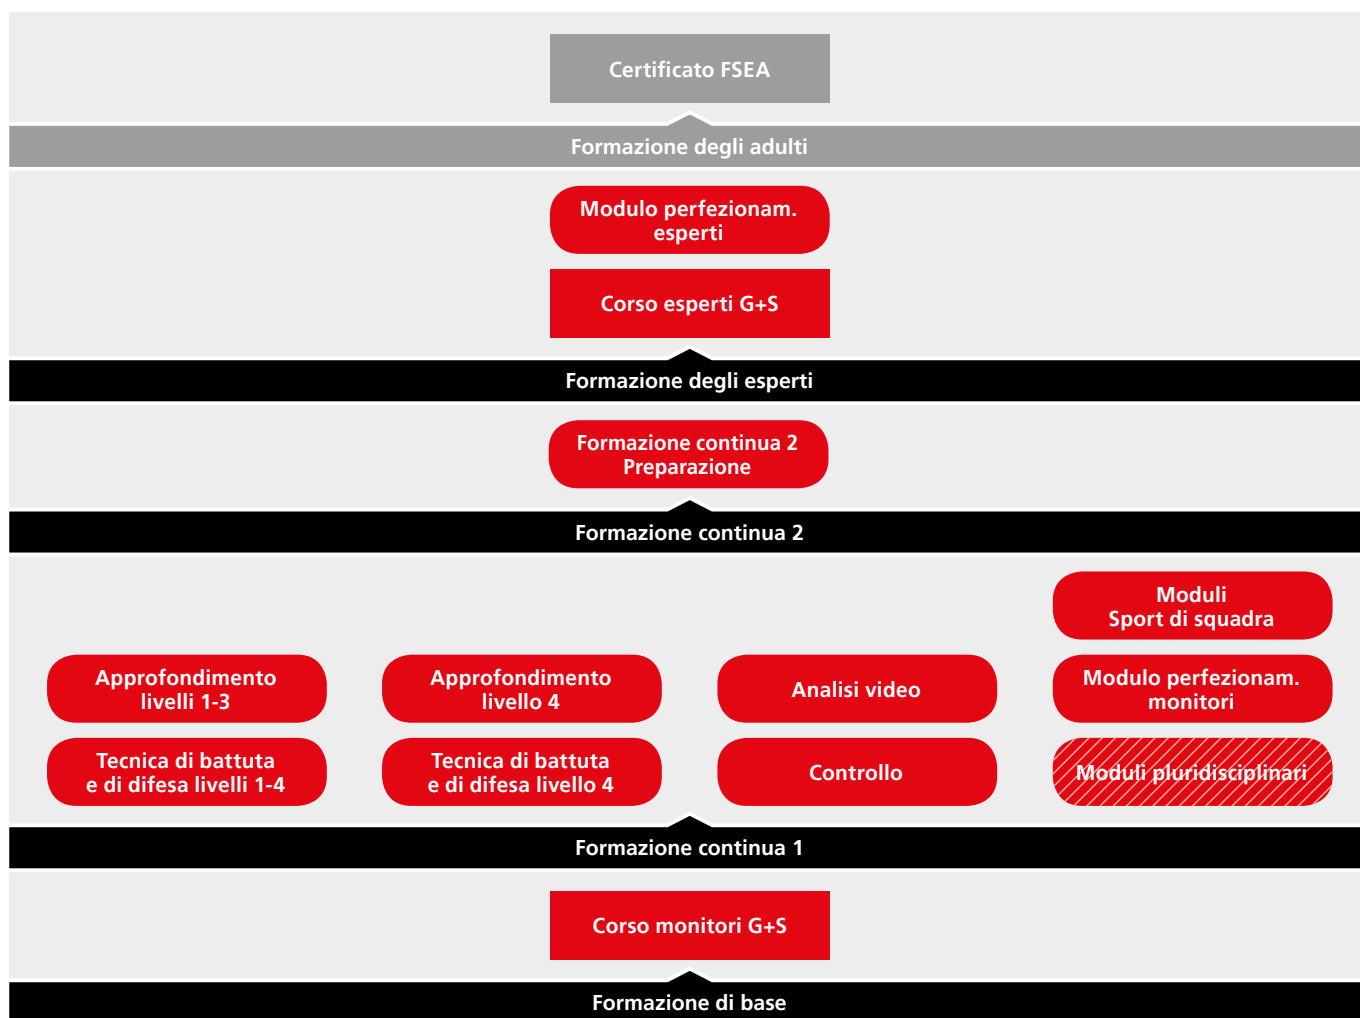 Certificato FSEA
Formazione degli adulti
Modulo perfezionam.
esperti
Corso esperti G+S
Formazione degli esperti
Formazione continua 2
Preparazione
Formazione continua 2
Moduli
Sport di squadra
Approfondimento
livelli 1-3
Approfondimento
livello 4
Analisi video
Modulo perfezionam.
monitori
Tecnica di battuta
e di difesa livelli 1-4
Tecnica di battuta
e di difesa livello 4
Controllo
Moduli pluridisciplinari
Formazione continua 1
Corso monitori G+S
Formazione di base